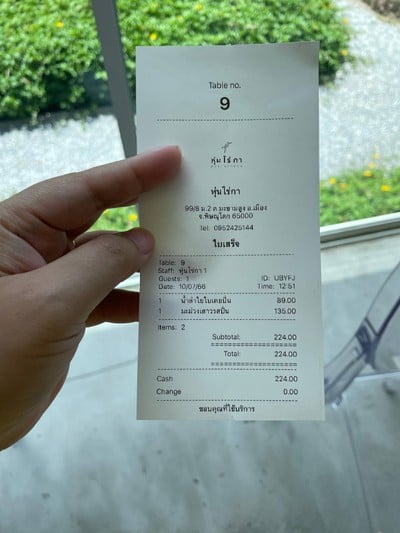 Table no.
9
หุ่นไร่กา
หุ่นไร่กา
99/8 ม.2 ต.มะขามสูง อ.เมือง
จ.พิษณุโลก 65000
Tel: 0952425144
ใบเสร็จ
Table: 9
Staff: หุ่นไร่กา 1
Guests: 1 ID: UBYFJ
Date: 10/07/66 Time: 12:51
1 น้ำลำไยใบเตยปั่น 89.00
1 มะม่วงเสาวรสปั่น 135.00
Items: 2
Subtotal: 224.00
Total: 224.00
Cash 224.00
Change 0.00
ขอบคุณที่ใช้บริการ